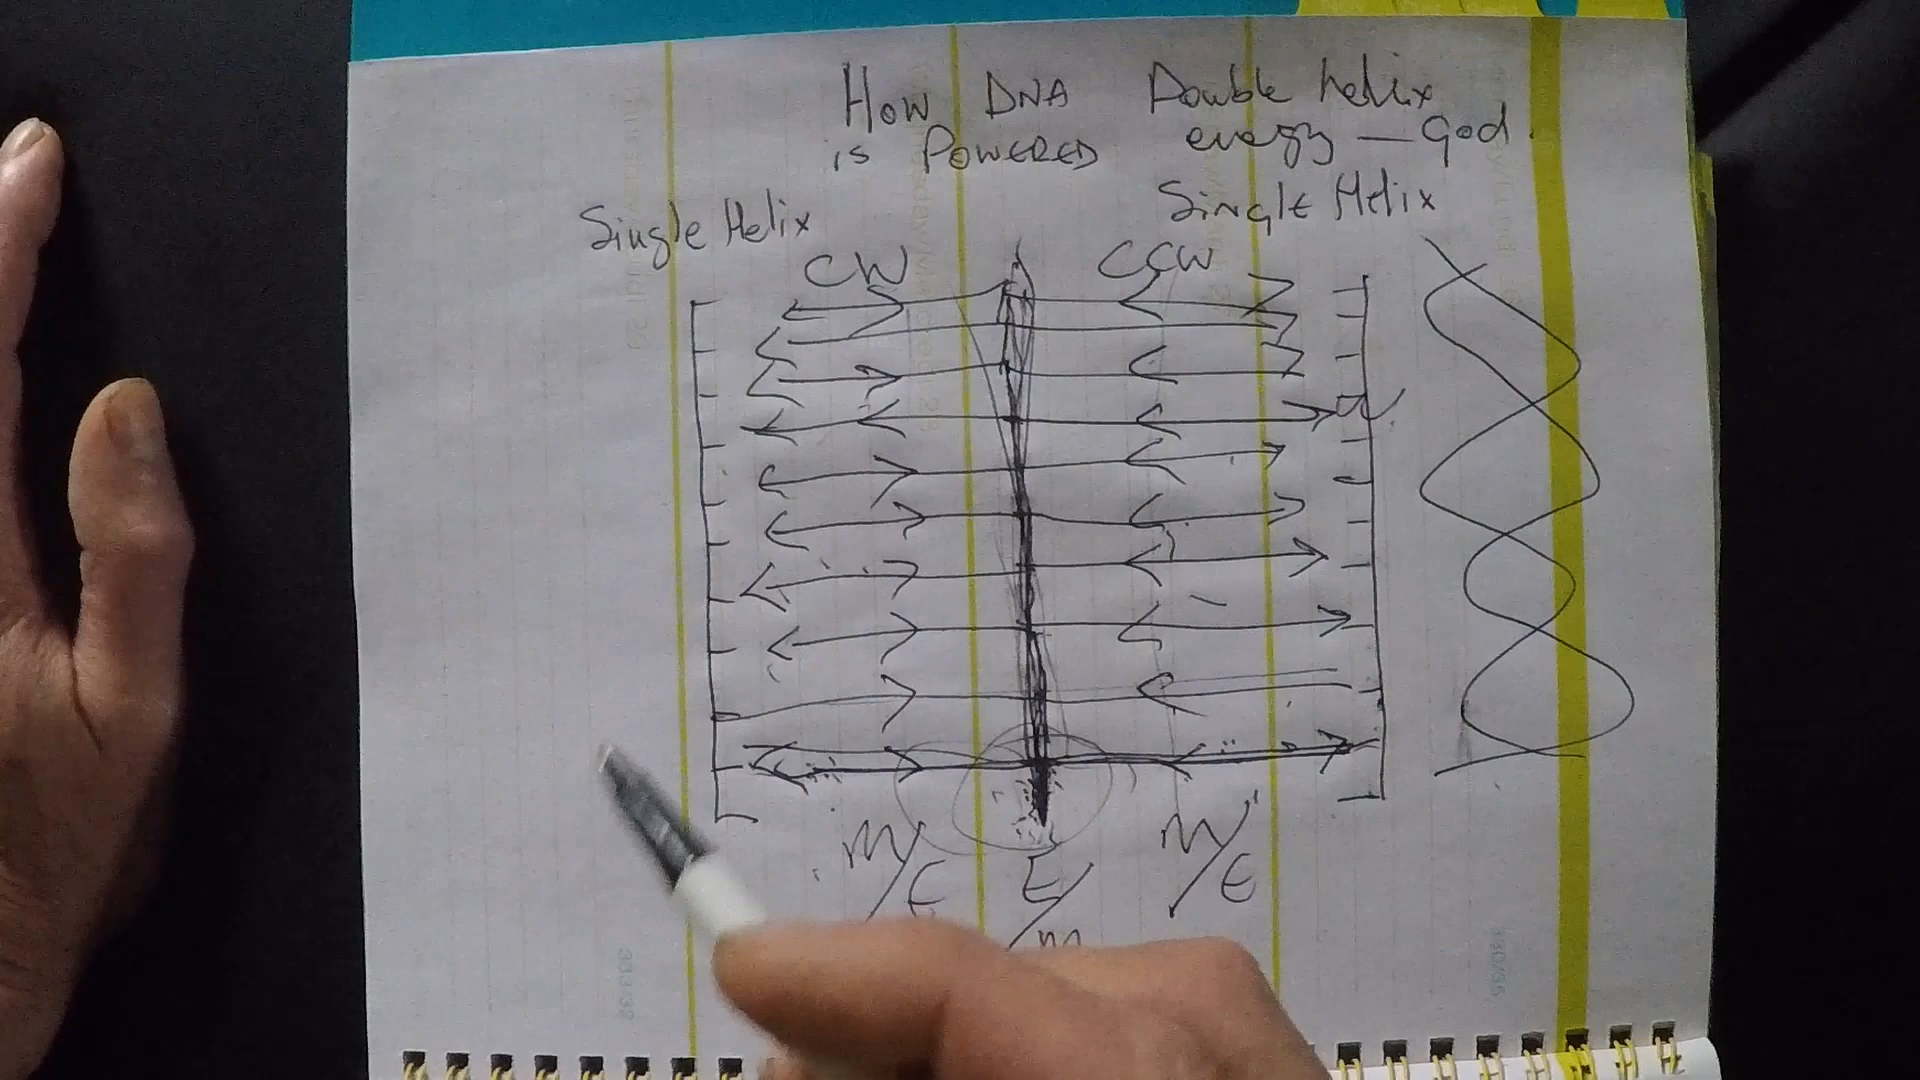 How DNA Double helix
is POWERED energy — God.
Single Helix
Single Helix
CW
CCW
M/E
E/m
M/E